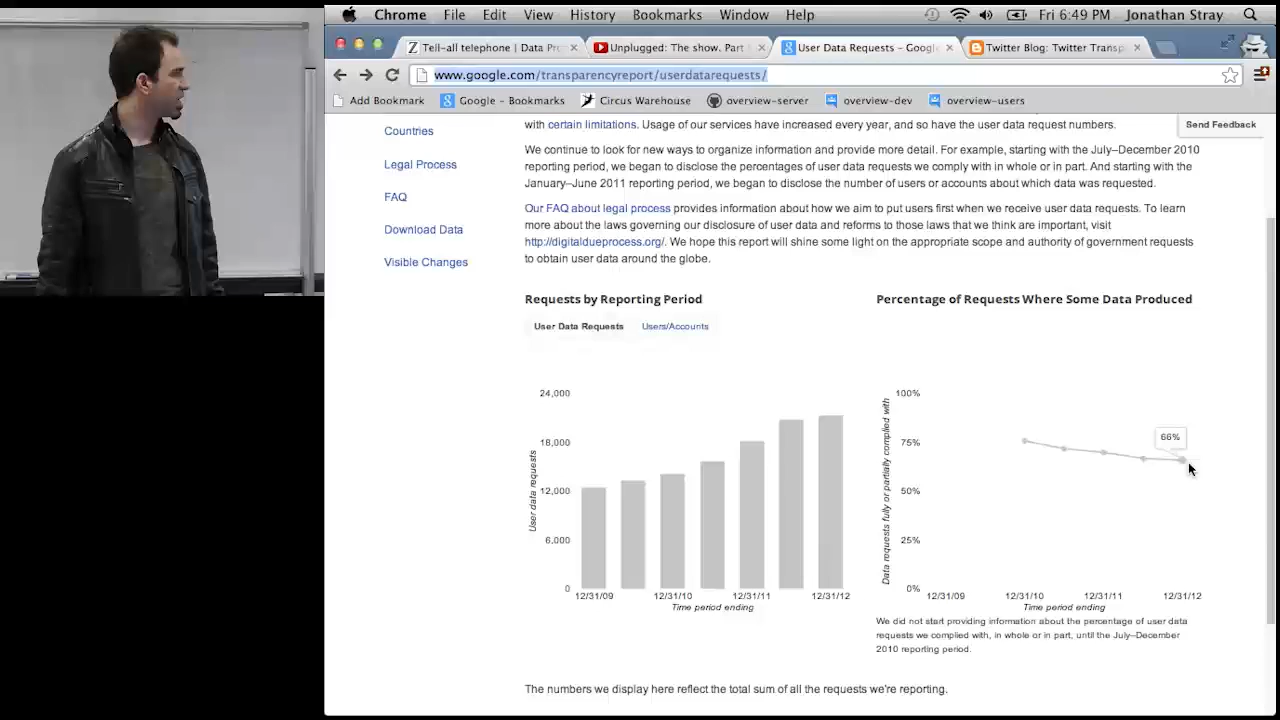 Chrome File Edit View History Bookmarks Window Help Fri 6:49 PM Jonathan Stray
Tell-all telephone | Data Pro
Unplugged: The show. Part
User Data Requests – Google
Twitter Blog: Twitter Transp
www.google.com/transparencyreport/userdatarequests/
Add Bookmark Google - Bookmarks Circus Warehouse overview-server overview-dev overview-users
Send Feedback
Countries
Legal Process
FAQ
Download Data
Visible Changes
with certain limitations. Usage of our services have increased every year, and so have the user data request numbers.
We continue to look for new ways to organize information and provide more detail. For example, starting with the July–December 2010
reporting period, we began to disclose the percentages of user data requests we comply with in whole or in part. And starting with the
January–June 2011 reporting period, we began to disclose the number of users or accounts about which data was requested.
Our FAQ about legal process provides information about how we aim to put users first when we receive user data requests. To learn
more about the laws governing our disclosure of user data and reforms to those laws that we think are important, visit
http://digitaldueprocess.org/. We hope this report will shine some light on the appropriate scope and authority of government requests
to obtain user data around the globe.
Requests by Reporting Period
User Data Requests Users/Accounts
24,000
18,000
12,000
6,000
0
User data requests
12/31/09 12/31/10 12/31/11 12/31/12
Time period ending
Percentage of Requests Where Some Data Produced
100%
75%
50%
25%
0%
Data requests fully or partially complied with
66%
12/31/09 12/31/10 12/31/11 12/31/12
Time period ending
We did not start providing information about the percentage of user data
requests we complied with, in whole or in part, until the July–December
2010 reporting period.
The numbers we display here reflect the total sum of all the requests we're reporting.